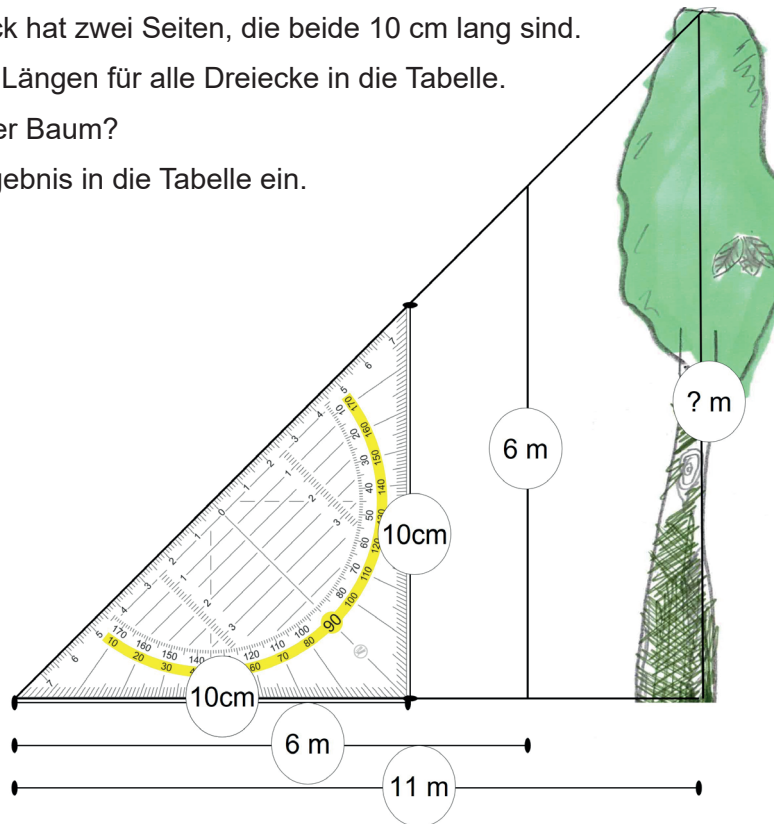 ck hat zwei Seiten, die beide 10 cm lang sind.
Längen für alle Dreiecke in die Tabelle.
er Baum?
gebnis in die Tabelle ein.
? m
6 m
10cm
10cm
6 m
11 m